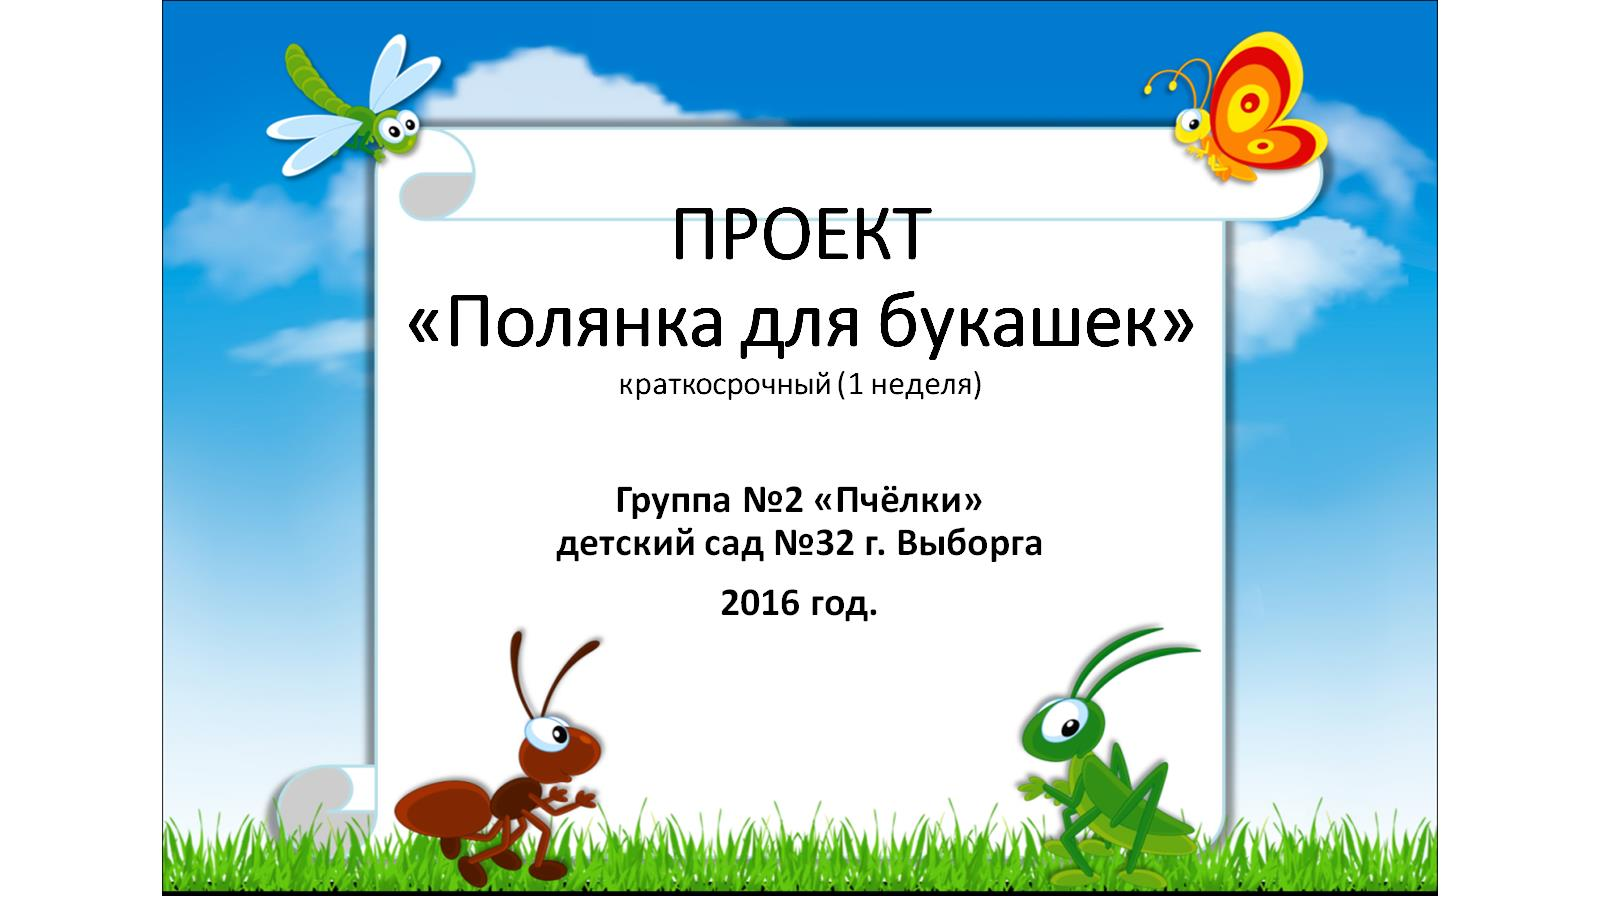 ПРОЕКТ
«Полянка для букашек»
краткосрочный (1 неделя)
Группа №2 «Пчёлки»
детский сад №32 г. Выборга
2016 год.